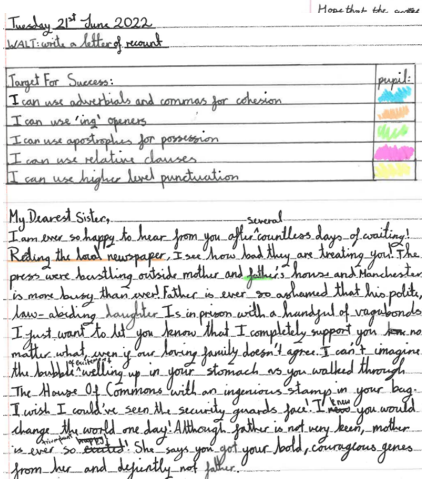 Hope that the
Tuesday 21st June 2022
WALT: write a letter of recount
Target For Success:
pupil:
I can use adverbials and commas for cohesion
I can use 'ing' openers
I can use apostrophes for possession
I can use relative clauses
I can use higher level punctuation
My Dearest Sister,
several
I am ever so happy to hear from you after countless days of waiting!
Reading the local newspaper, I see how bad they are treating you! The
press were bustling outside mother and father's house and Manchester
is more busy than ever! Father is ever so ashamed that his polite,
law-abiding daughter Is in prison with a handful of vagabonds
I just want to let you know that I completely support you no
matter what, even if our loving family doesn't agree. I can't imagine
the bubble welling up in your stomach as you walked through
The House Of Commons with an ingenious stamp in your bag.
I wish I could've seen the security guards face. I knew you would
change the world one day! Although father is not very keen, mother
is ever so She says you got your bold, courageous genes
from her and defiently not father.